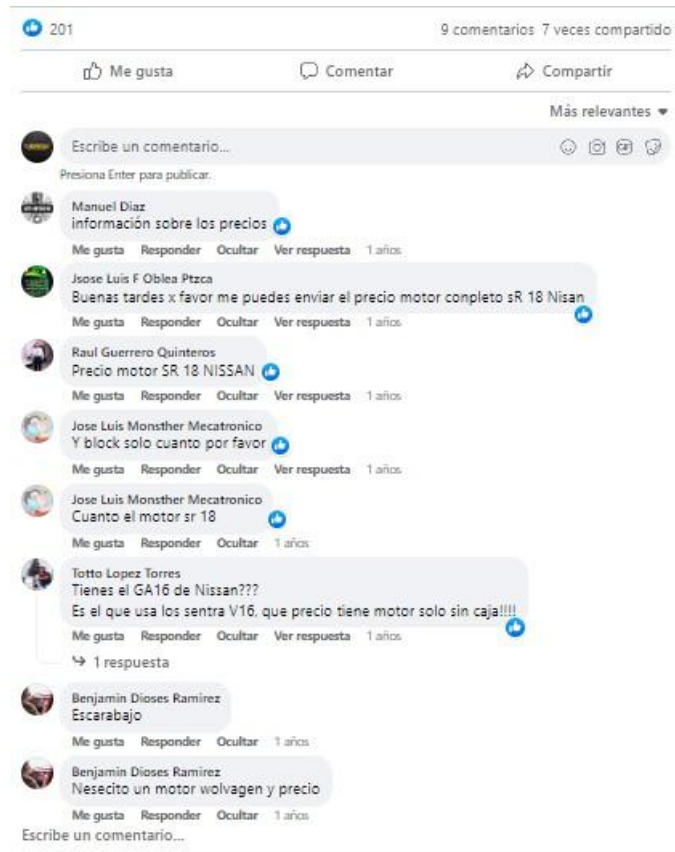 201
9 comentarios 7 veces compartido
Me gusta
Comentar
Compartir
Más relevantes
Escribe un comentario...
GIF
Presiona Enter para publicar.
Manuel Diaz
información sobre los precios
Me gusta Responder Ocultar Ver respuesta 1 años
Jsose Luis F Oblea Ptzca
Buenas tardes x favor me puedes enviar el precio motor conpleto sR 18 Nisan
Me gusta Responder Ocultar Ver respuesta 1 años
Raul Guerrero Quinteros
Precio motor SR 18 NISSAN
Me gusta Responder Ocultar Ver respuesta 1 años
Jose Luis Monsther Mecatronico
Y block solo cuanto por favor
Me gusta Responder Ocultar Ver respuesta 1 años
Jose Luis Monsther Mecatronico
Cuanto el motor sr 18
Me gusta Responder Ocultar 1 años
Totto Lopez Torres
Tienes el GA16 de Nissan???
Es el que usa los sentra V16, que precio tiene motor solo sin caja!!!!
Me gusta Responder Ocultar Ver respuesta 1 años
1 respuesta
Benjamin Dioses Ramirez
Escarabajo
Me gusta Responder Ocultar 1 años
Benjamin Dioses Ramirez
Nesecito un motor wolvagen y precio
Me gusta Responder Ocultar 1 años
Escribe un comentario...